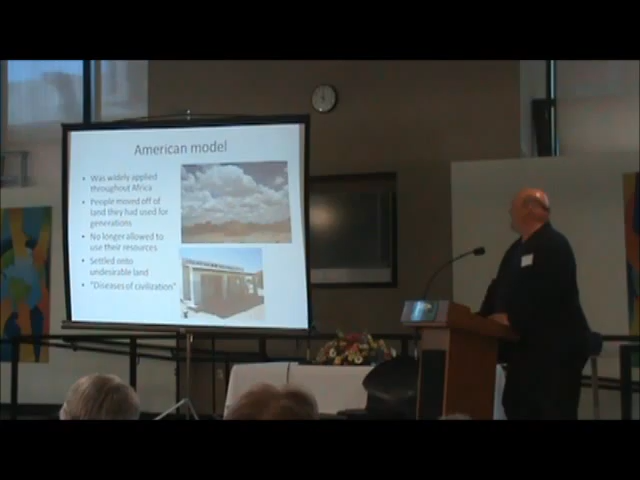 American model
• Was widely applied
throughout Africa
• People moved off of
land they had used for
generations
• No longer allowed to
use their resources
• Settled onto
undesirable land
• "Diseases of civilization"